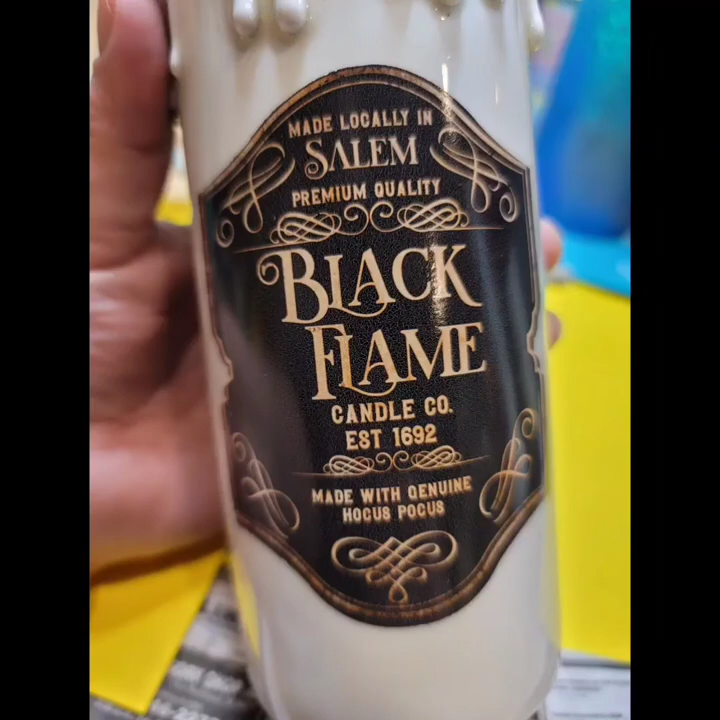 MADE LOCALLY IN
SALEM
PREMIUM QUALITY
BLACK
FLAME
CANDLE CO.
EST 1692
MADE WITH GENUINE
HOCUS POCUS